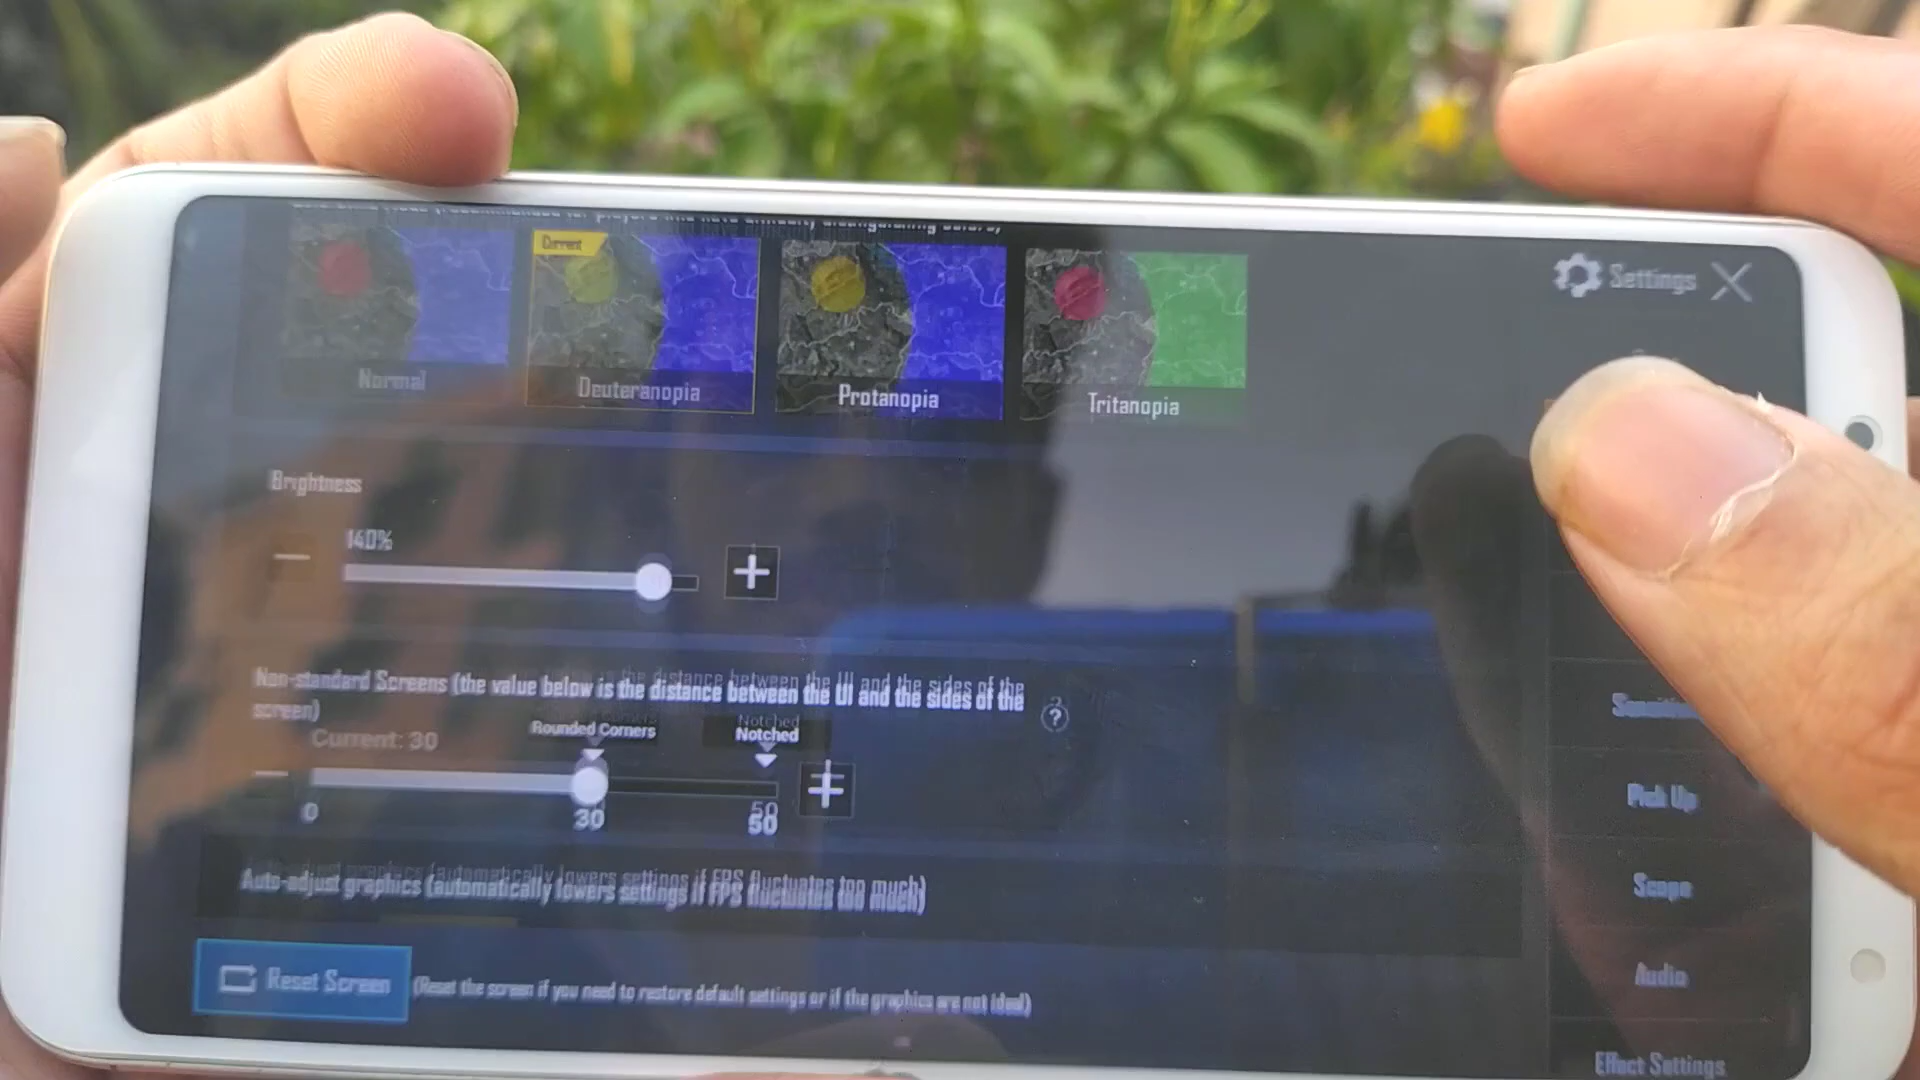 Current
Settings
Normal
Deuteranopia
Protanopia
Tritanopia
Brightness
140%
Non-standard Screens (the value below is the distance between the UI and the sides of the
screen)
Rounded Corners
Notched
Current: 30
0
30
50
Pick Up
Scope
Auto-adjust graphics (automatically lowers settings if FPS fluctuates too much)
Audio
Reset Screen
(Reset the screen if you need to restore default settings or if the graphics are not ideal)
Effect Settings